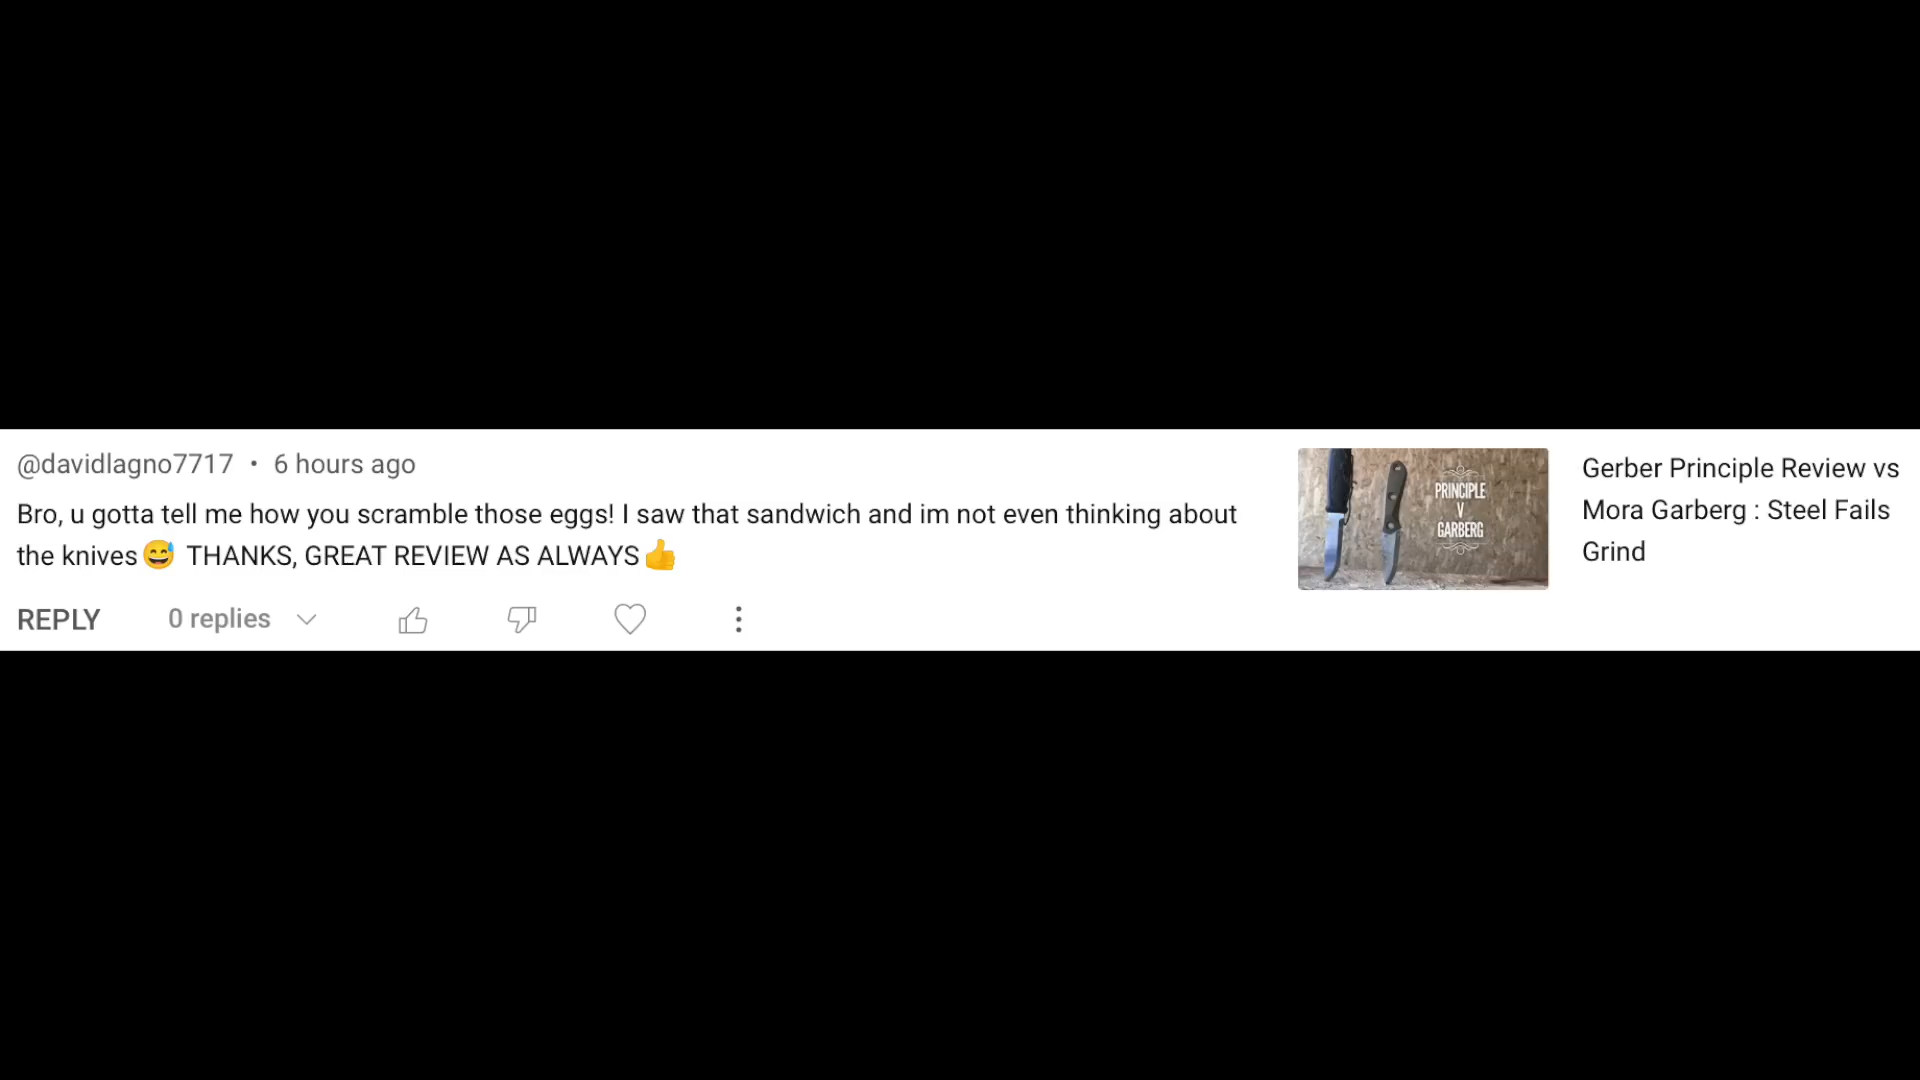 @davidlagno7717 • 6 hours ago
Bro, u gotta tell me how you scramble those eggs! I saw that sandwich and im not even thinking about
the knives😅 THANKS, GREAT REVIEW AS ALWAYS👍
REPLY 0 replies
PRINCIPLE
V
GARBERG
Gerber Principle Review vs
Mora Garberg : Steel Fails
Grind